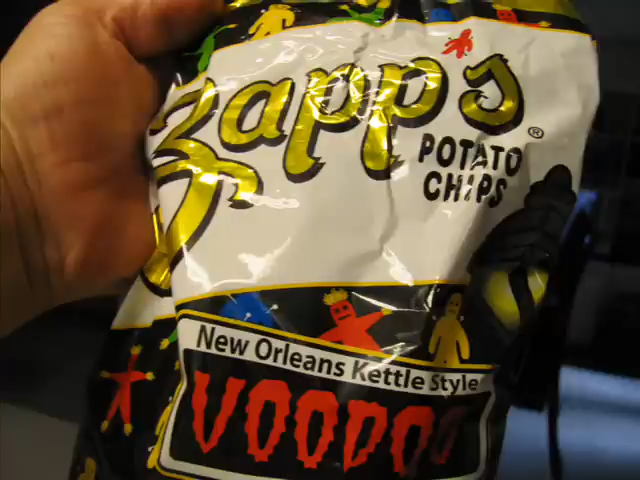 Zapp's®
POTATO
CHIPS
New Orleans Kettle Style
VOODOO